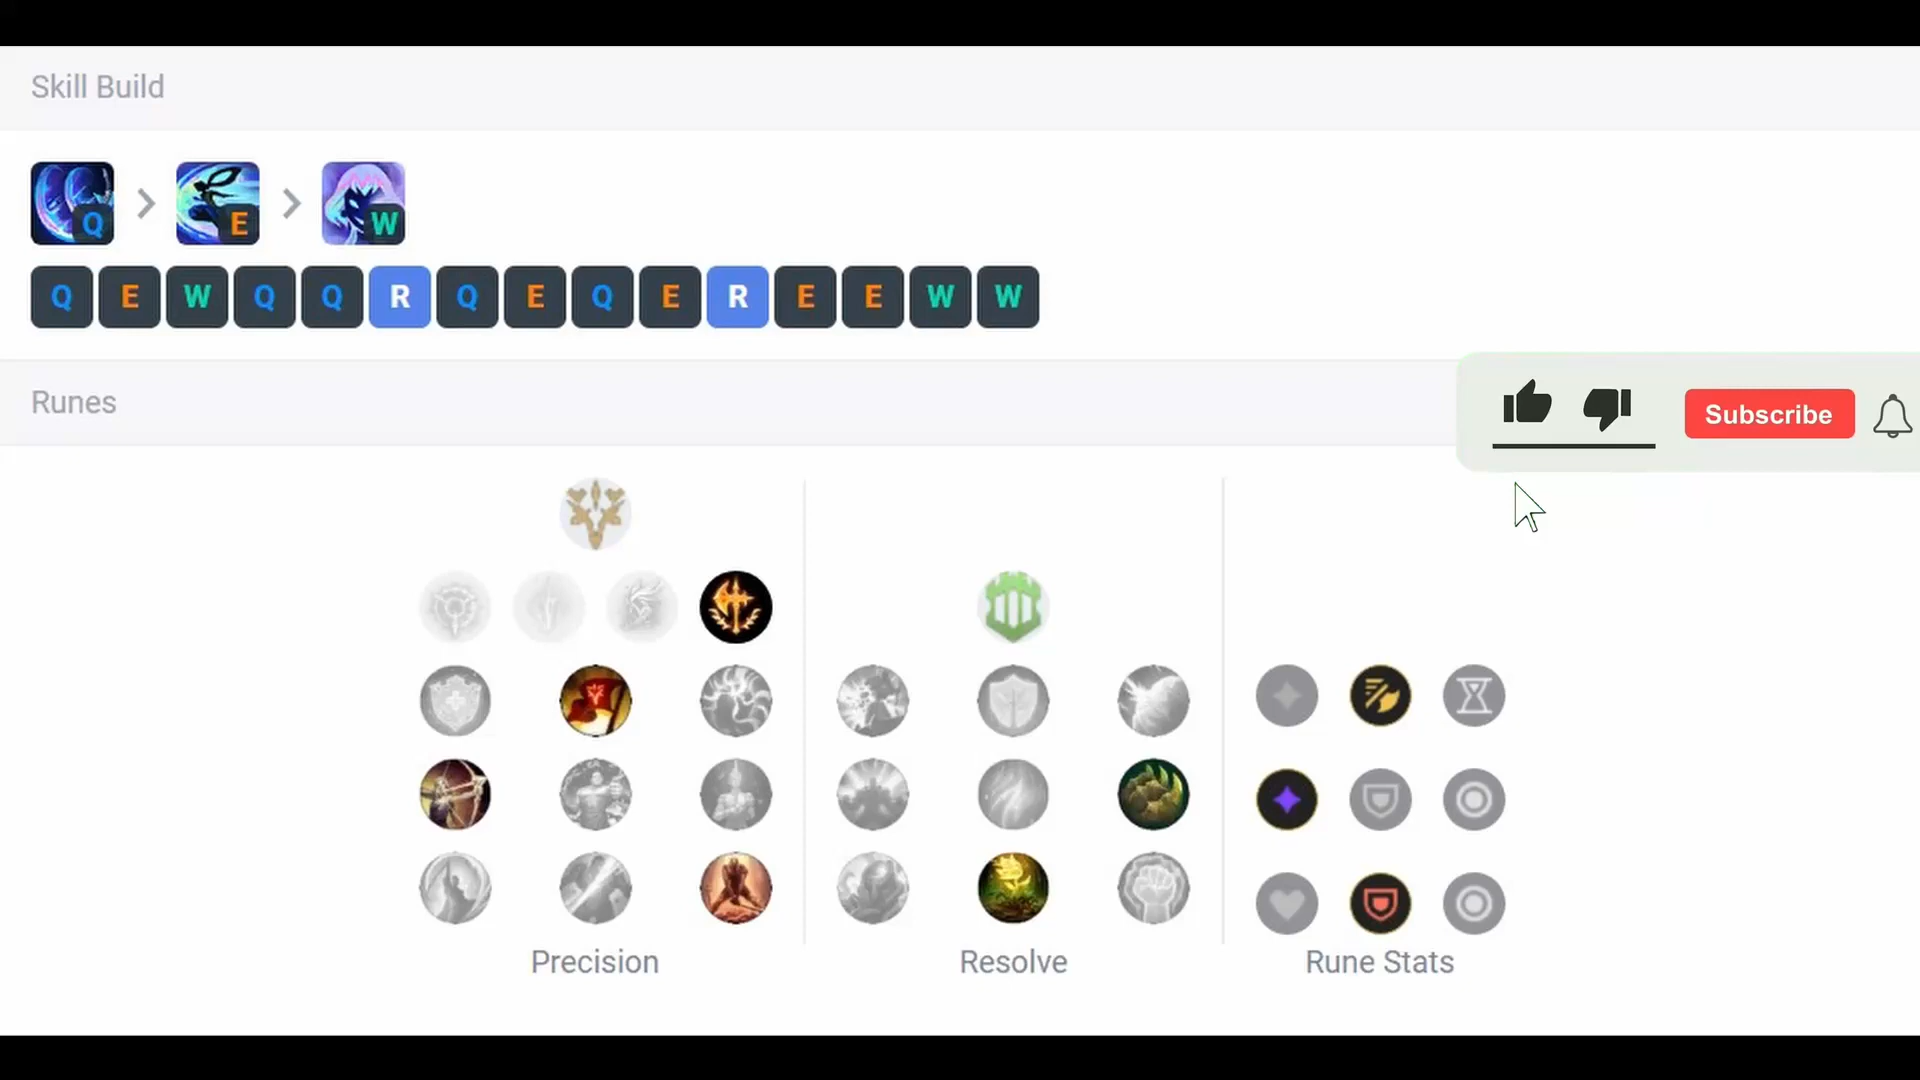 Skill Build
Q E W
Q E W Q Q R Q E Q E R E E W W
Runes
Subscribe
Precision Resolve Rune Stats